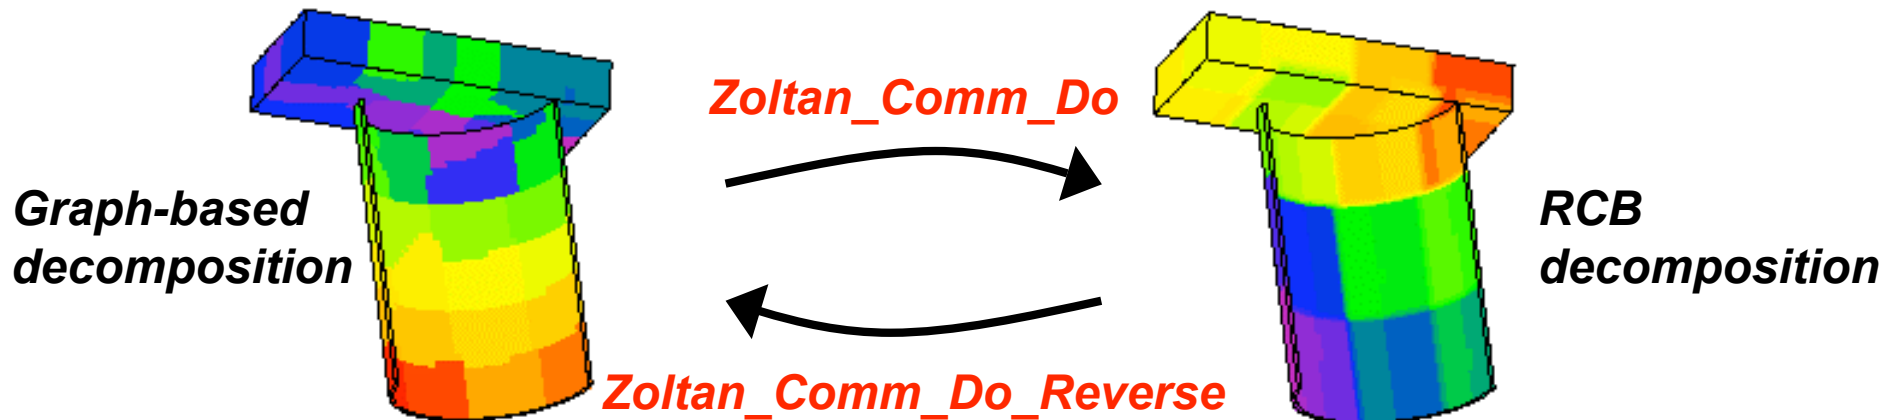 Zoltan_Comm_Do
Graph-based
decomposition
RCB
decomposition
Zoltan_Comm_Do_Reverse